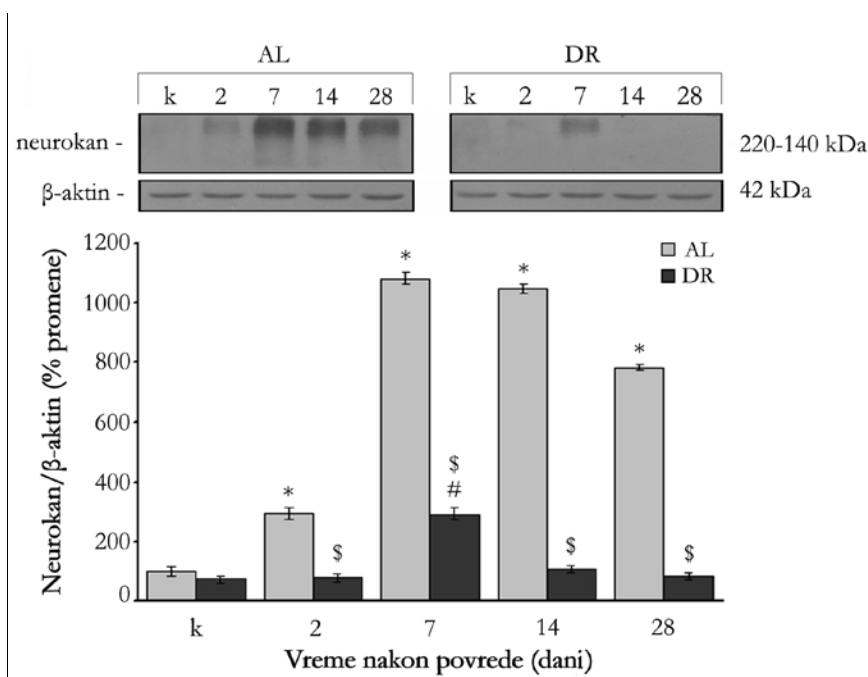 AL DR
k 2 7 14 28 k 2 7 14 28
neurokan - 220-140 kDa
β-aktin - 42 kDa
1200
1000
800
600
400
200
0
Neurokan/β-aktin (% promene)
AL
DR
* * * * $ # $ $ $
k 2 7 14 28
Vreme nakon povrede (dani)